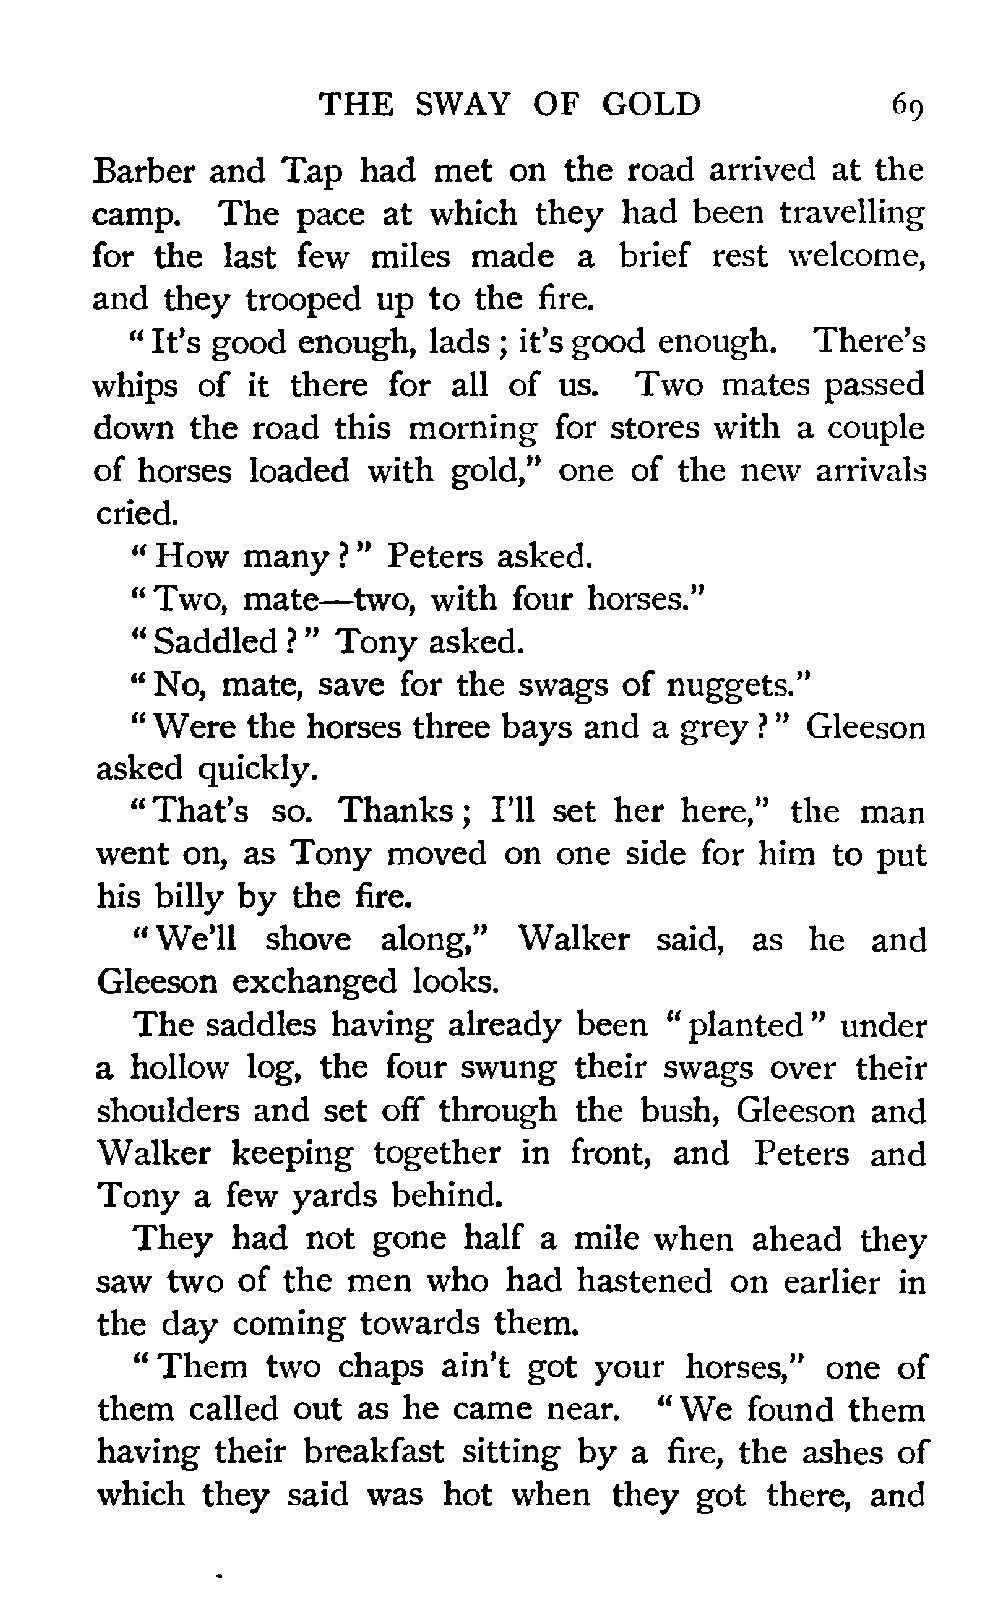 THE SWAY OF GOLD 69
Barber and Tap had met on the road arrived at the
camp. The pace at which they had been travelling
for the last few miles made a brief rest welcome,
and they trooped up to the fire.
"It's good enough, lads; it's good enough. There's
whips of it there for all of us. Two mates passed
down the road this morning for stores with a couple
of horses loaded with gold," one of the new arrivals
cried.
"How many?" Peters asked.
"Two, mate—two, with four horses."
"Saddled?" Tony asked.
"No, mate, save for the swags of nuggets."
"Were the horses three bays and a grey?" Gleeson
asked quickly.
"That's so. Thanks; I'll set her here," the man
went on, as Tony moved on one side for him to put
his billy by the fire.
"We'll shove along," Walker said, as he and
Gleeson exchanged looks.
The saddles having already been "planted" under
a hollow log, the four swung their swags over their
shoulders and set off through the bush, Gleeson and
Walker keeping together in front, and Peters and
Tony a few yards behind.
They had not gone half a mile when ahead they
saw two of the men who had hastened on earlier in
the day coming towards them.
"Them two chaps ain't got your horses," one of
them called out as he came near. "We found them
having their breakfast sitting by a fire, the ashes of
which they said was hot when they got there, and